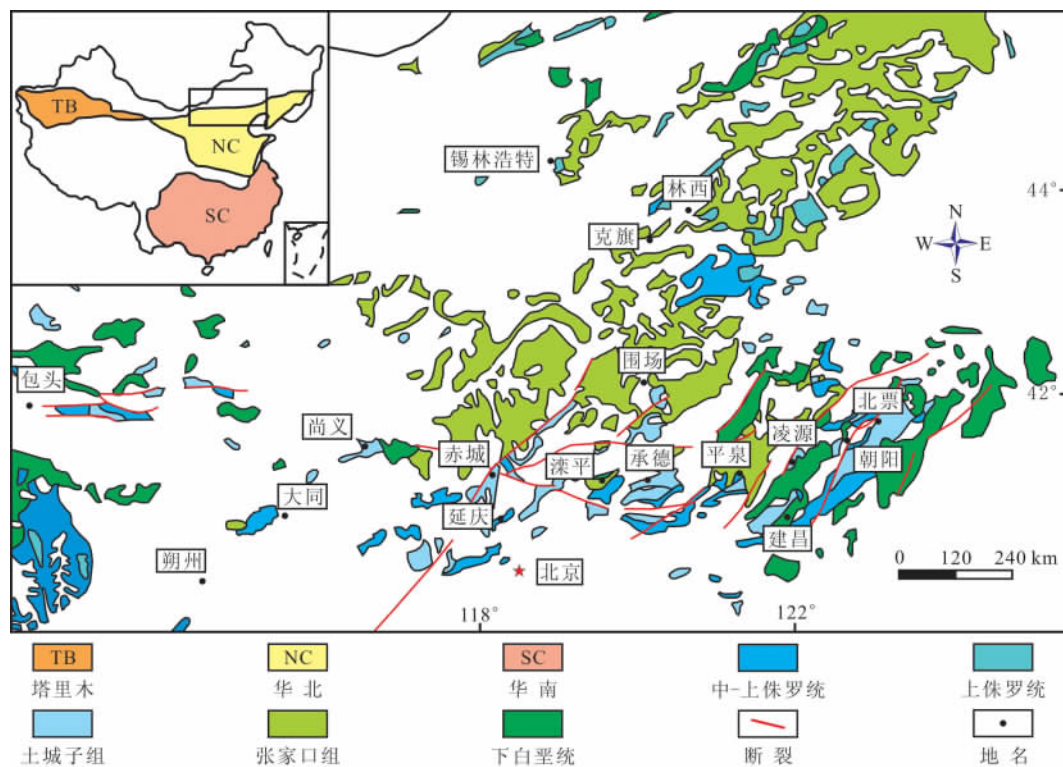 TB
NC
SC
锡林浩特
林西
44°
克旗
N
W E
S
围场
包头
42°
北票
尚义
赤城
凌源
滦平
承德
平泉
朝阳
大同
延庆
建昌
朔州
北京
0 120 240 km
118°
122°
TB NC SC
塔里木 华北 华南 中-上侏罗统 上侏罗统
土城子组 张家口组 下白垩统 断裂 地名